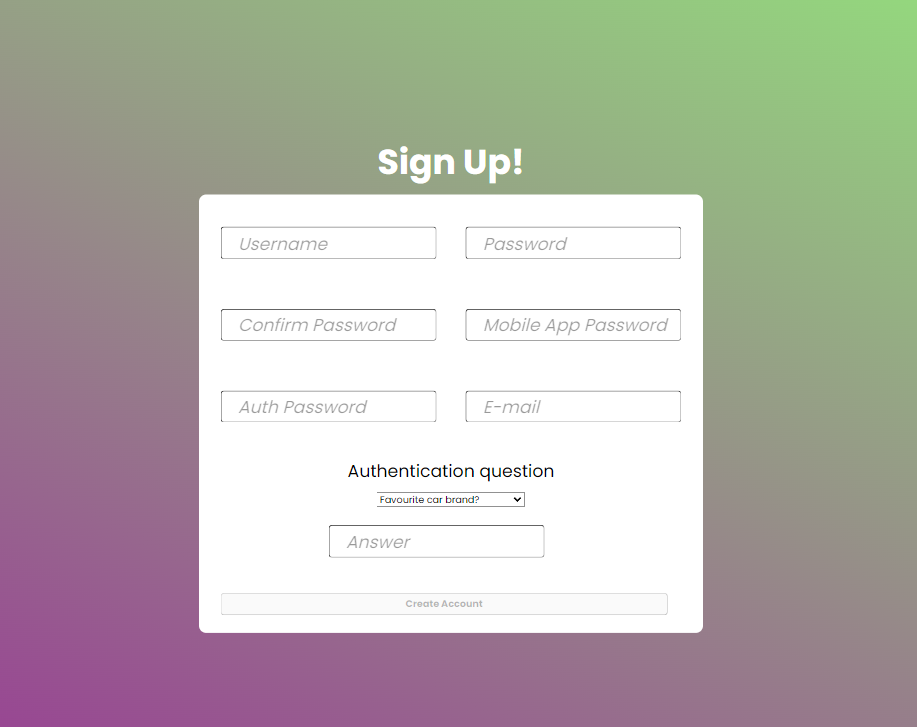 Sign Up!
Username
Password
Confirm Password
Mobile App Password
Auth Password
E-mail
Authentication question
Favourite car brand?
Answer
Create Account